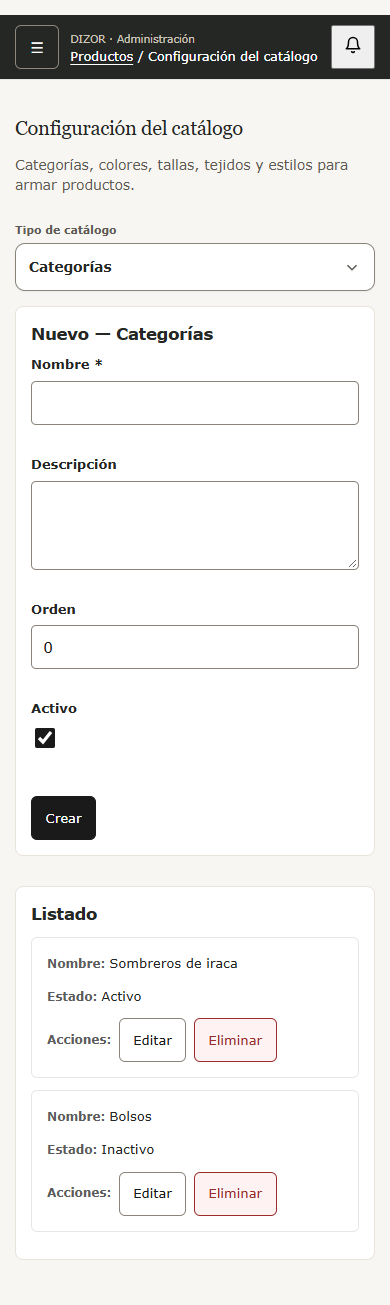 DIZOR · Administración
Productos / Configuración del catálogo
Configuración del catálogo
Categorías, colores, tallas, tejidos y estilos para
armar productos.
Tipo de catálogo
Categorías
Nuevo — Categorías
Nombre *
Descripción
Orden
0
Activo
Crear
Listado
Nombre: Sombreros de iraca
Estado: Activo
Acciones: Editar Eliminar
Nombre: Bolsos
Estado: Inactivo
Acciones: Editar Eliminar